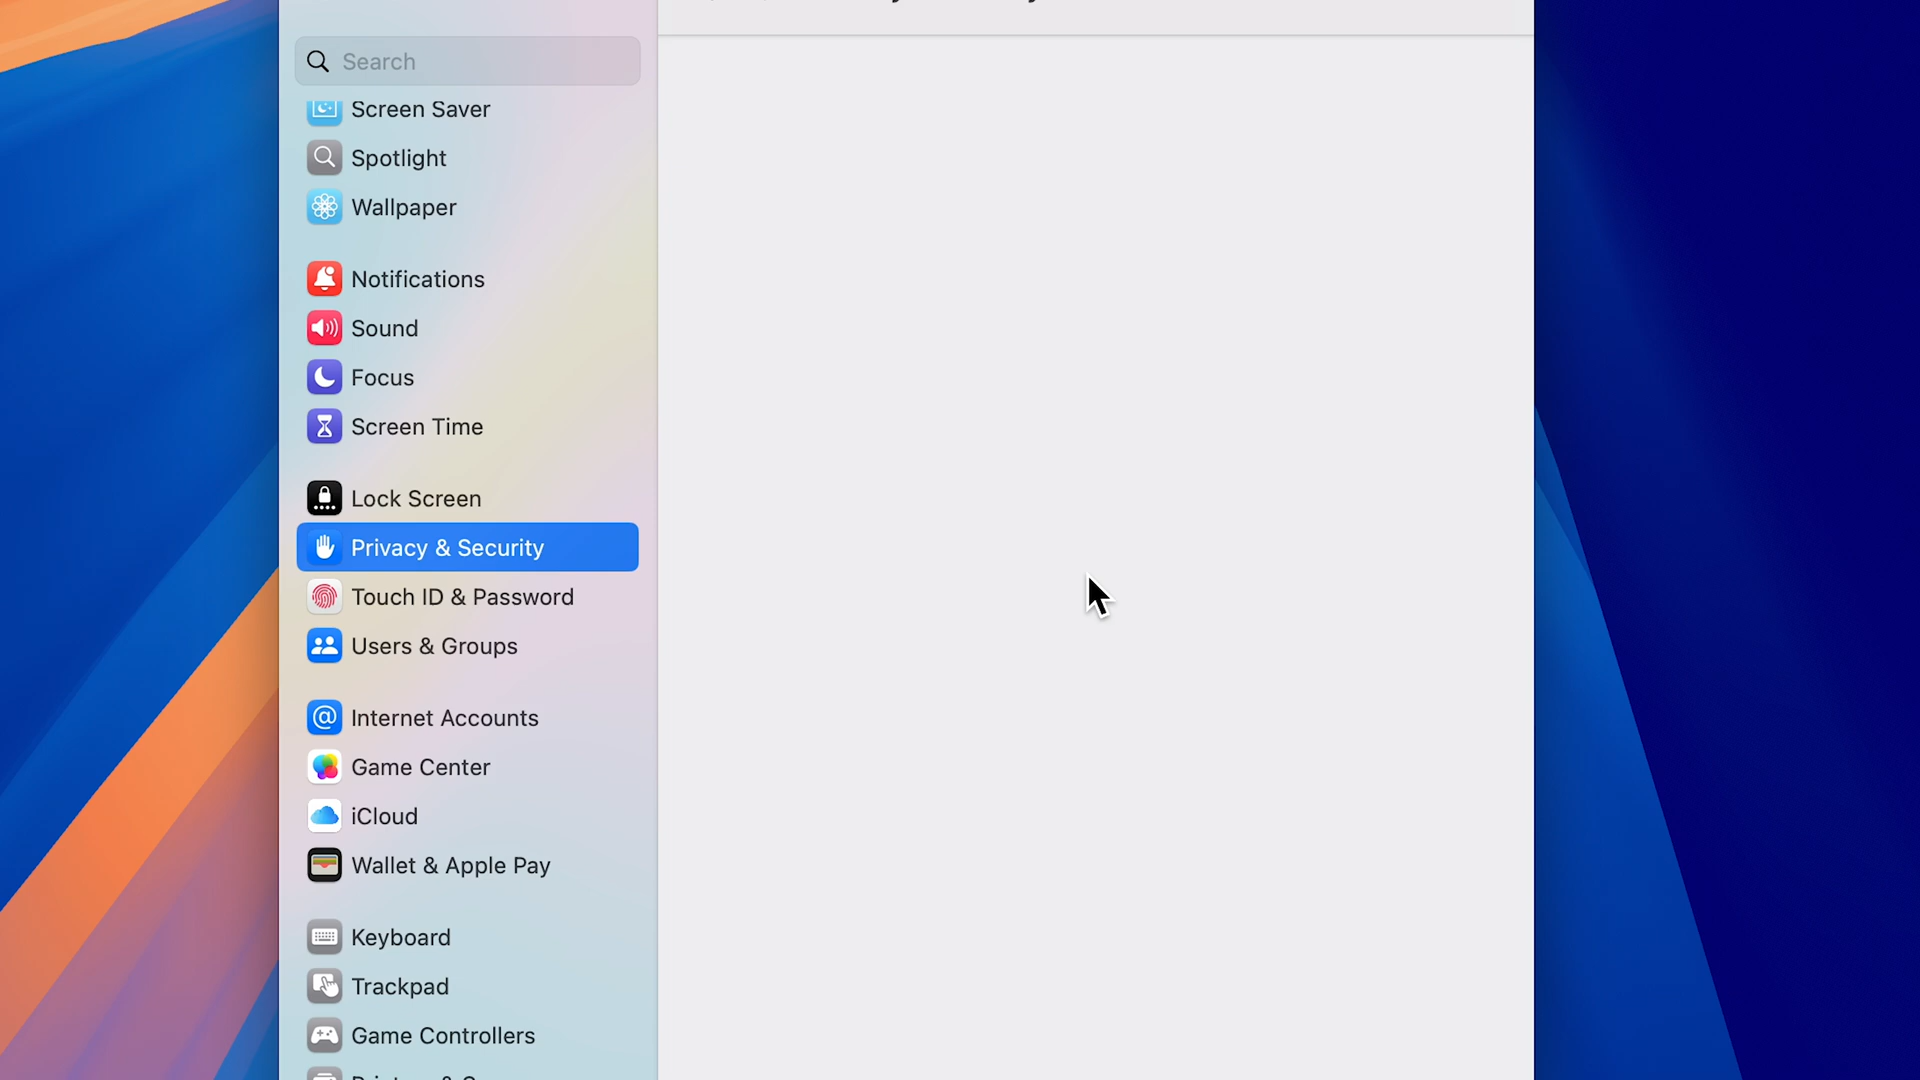 Search
Screen Saver
Spotlight
Wallpaper
Notifications
Sound
Focus
Screen Time
Lock Screen
Privacy & Security
Touch ID & Password
Users & Groups
Internet Accounts
Game Center
iCloud
Wallet & Apple Pay
Keyboard
Trackpad
Game Controllers